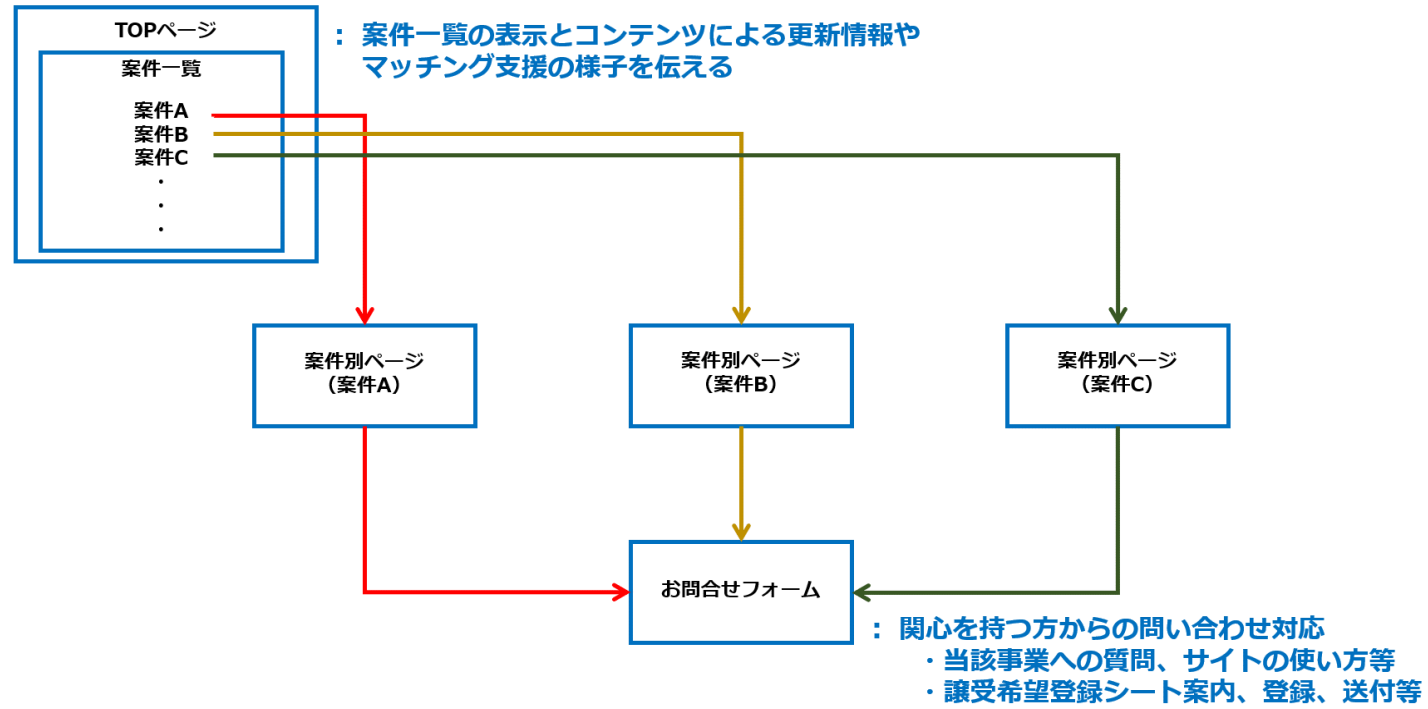 TOPページ
： 案件一覧の表示とコンテンツによる更新情報や
マッチング支援の様子を伝える
案件一覧
案件A
案件B
案件C
・
・
・
案件別ページ
（案件A）
案件別ページ
（案件B）
案件別ページ
（案件C）
お問合せフォーム
： 関心を持つ方からの問い合わせ対応
・当該事業への質問、サイトの使い方等
・譲受希望登録シート案内、登録、送付等